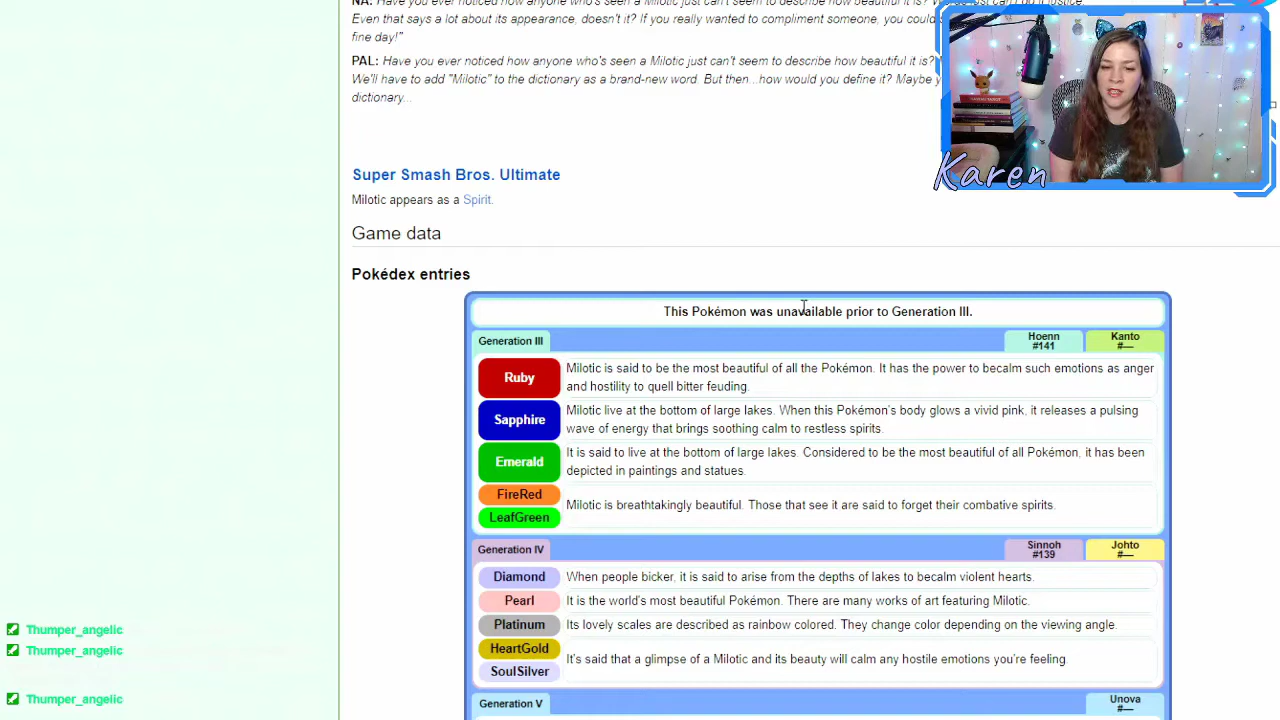 NA: Have you ever noticed how anyone who's seen a Milotic just can't seem to describe how beautiful it is?
Even that says a lot about its appearance, doesn't it? If you really wanted to compliment someone, you could
fine day!"
PAL: Have you ever noticed how anyone who's seen a Milotic just can't seem to describe how beautiful it is?
We'll have to add "Milotic" to the dictionary as a brand-new word. But then...how would you define it? Maybe
dictionary...
Karen
Super Smash Bros. Ultimate
Milotic appears as a Spirit.
Game data
Pokédex entries
This Pokémon was unavailable prior to Generation III.
Generation III
Hoenn
#141
Kanto
#—
Ruby
Milotic is said to be the most beautiful of all the Pokémon. It has the power to becalm such emotions as anger
and hostility to quell bitter feuding.
Sapphire
Milotic live at the bottom of large lakes. When this Pokémon's body glows a vivid pink, it releases a pulsing
wave of energy that brings soothing calm to restless spirits.
Emerald
It is said to live at the bottom of large lakes. Considered to be the most beautiful of all Pokémon, it has been
depicted in paintings and statues.
FireRed
LeafGreen
Milotic is breathtakingly beautiful. Those that see it are said to forget their combative spirits.
Generation IV
Sinnoh
#139
Johto
#—
Diamond
When people bicker, it is said to arise from the depths of lakes to becalm violent hearts.
Pearl
It is the world's most beautiful Pokémon. There are many works of art featuring Milotic.
Platinum
Its lovely scales are described as rainbow colored. They change color depending on the viewing angle.
HeartGold
SoulSilver
It's said that a glimpse of a Milotic and its beauty will calm any hostile emotions you're feeling.
Generation V
Unova
#—
Thumper_angelic
Thumper_angelic
Thumper_angelic